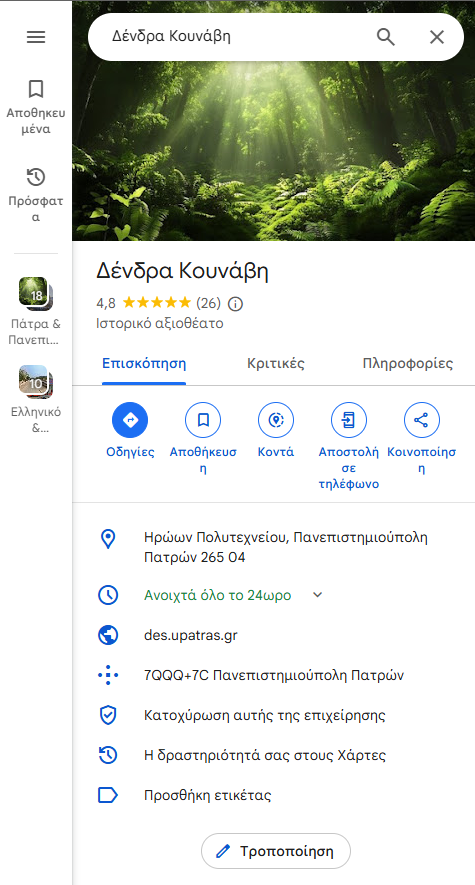 Δένδρα Κουνάβη
Αποθηκευ
μένα
Πρόσφατ
α
18
Πάτρα &
Πανεπι...
10
Ελληνικό
&...
Δένδρα Κουνάβη
4,8 (26)
Ιστορικό αξιοθέατο
Επισκόπηση Κριτικές Πληροφορίες
Οδηγίες
Αποθήκευσ
η
Κοντά
Αποστολή
σε
τηλέφωνο
Κοινοποίησ
η
Ηρώων Πολυτεχνείου, Πανεπιστημιούπολη
Πατρών 265 04
Ανοιχτά όλο το 24ωρο
des.upatras.gr
7QQQ+7C Πανεπιστημιούπολη Πατρών
Κατοχύρωση αυτής της επιχείρησης
Η δραστηριότητά σας στους Χάρτες
Προσθήκη ετικέτας
Τροποποίηση